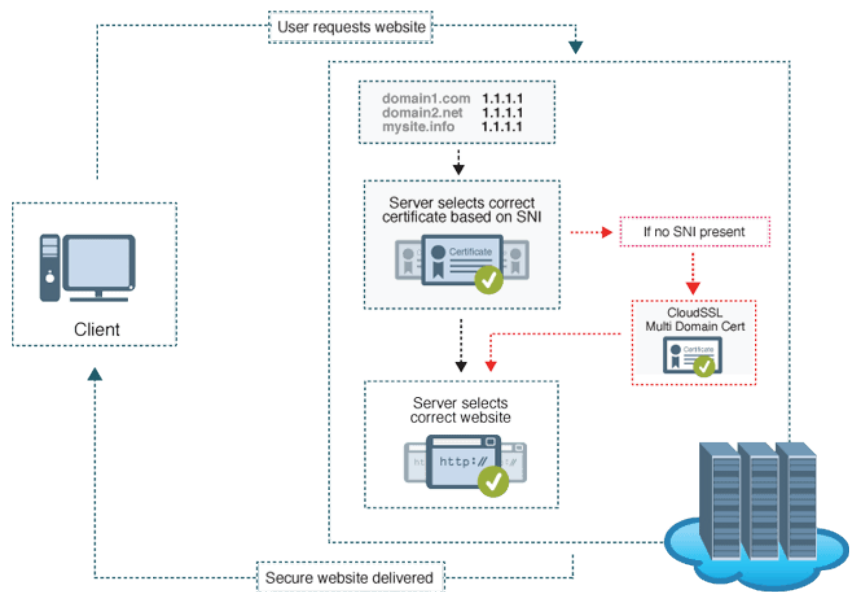 User requests website
domain1.com 1.1.1.1
domain2.net 1.1.1.1
mysite.info 1.1.1.1
Server selects correct
certificate based on SNI
Certificate
If no SNI present
CloudSSL
Multi Domain Cert
Certificate
Client
Server selects
correct website
ht
http://
//
Secure website delivered